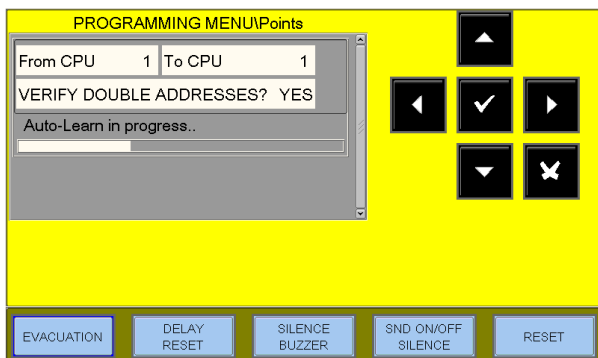 PROGRAMMING MENU\Points
From CPU 1 To CPU 1
VERIFY DOUBLE ADDRESSES? YES
Auto-Learn in progress..
EVACUATION
DELAY
RESET
SILENCE
BUZZER
SND ON/OFF
SILENCE
RESET